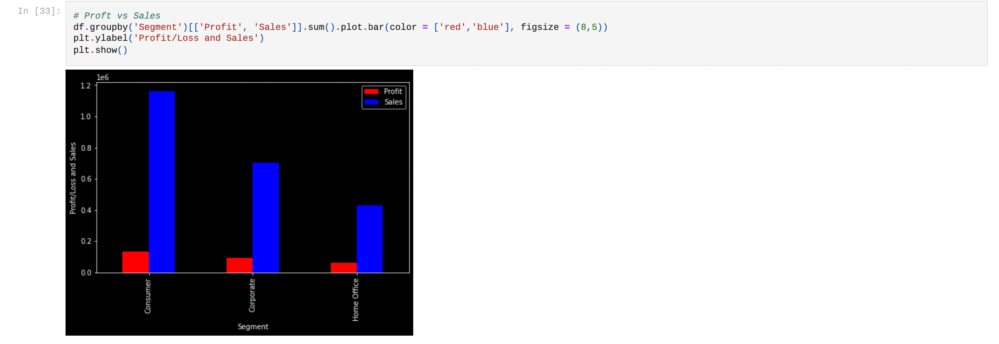 In [33]:
# Proft vs Sales
df.groupby('Segment')[['Profit', 'Sales']].sum().plot.bar(color = ['red','blue'], figsize = (8,5))
plt.ylabel('Profit/Loss and Sales')
plt.show()
1e6
1.2
1.0
0.8
0.6
0.4
0.2
0.0
Profit/Loss and Sales
Profit
Sales
Consumer
Corporate
Home Office
Segment